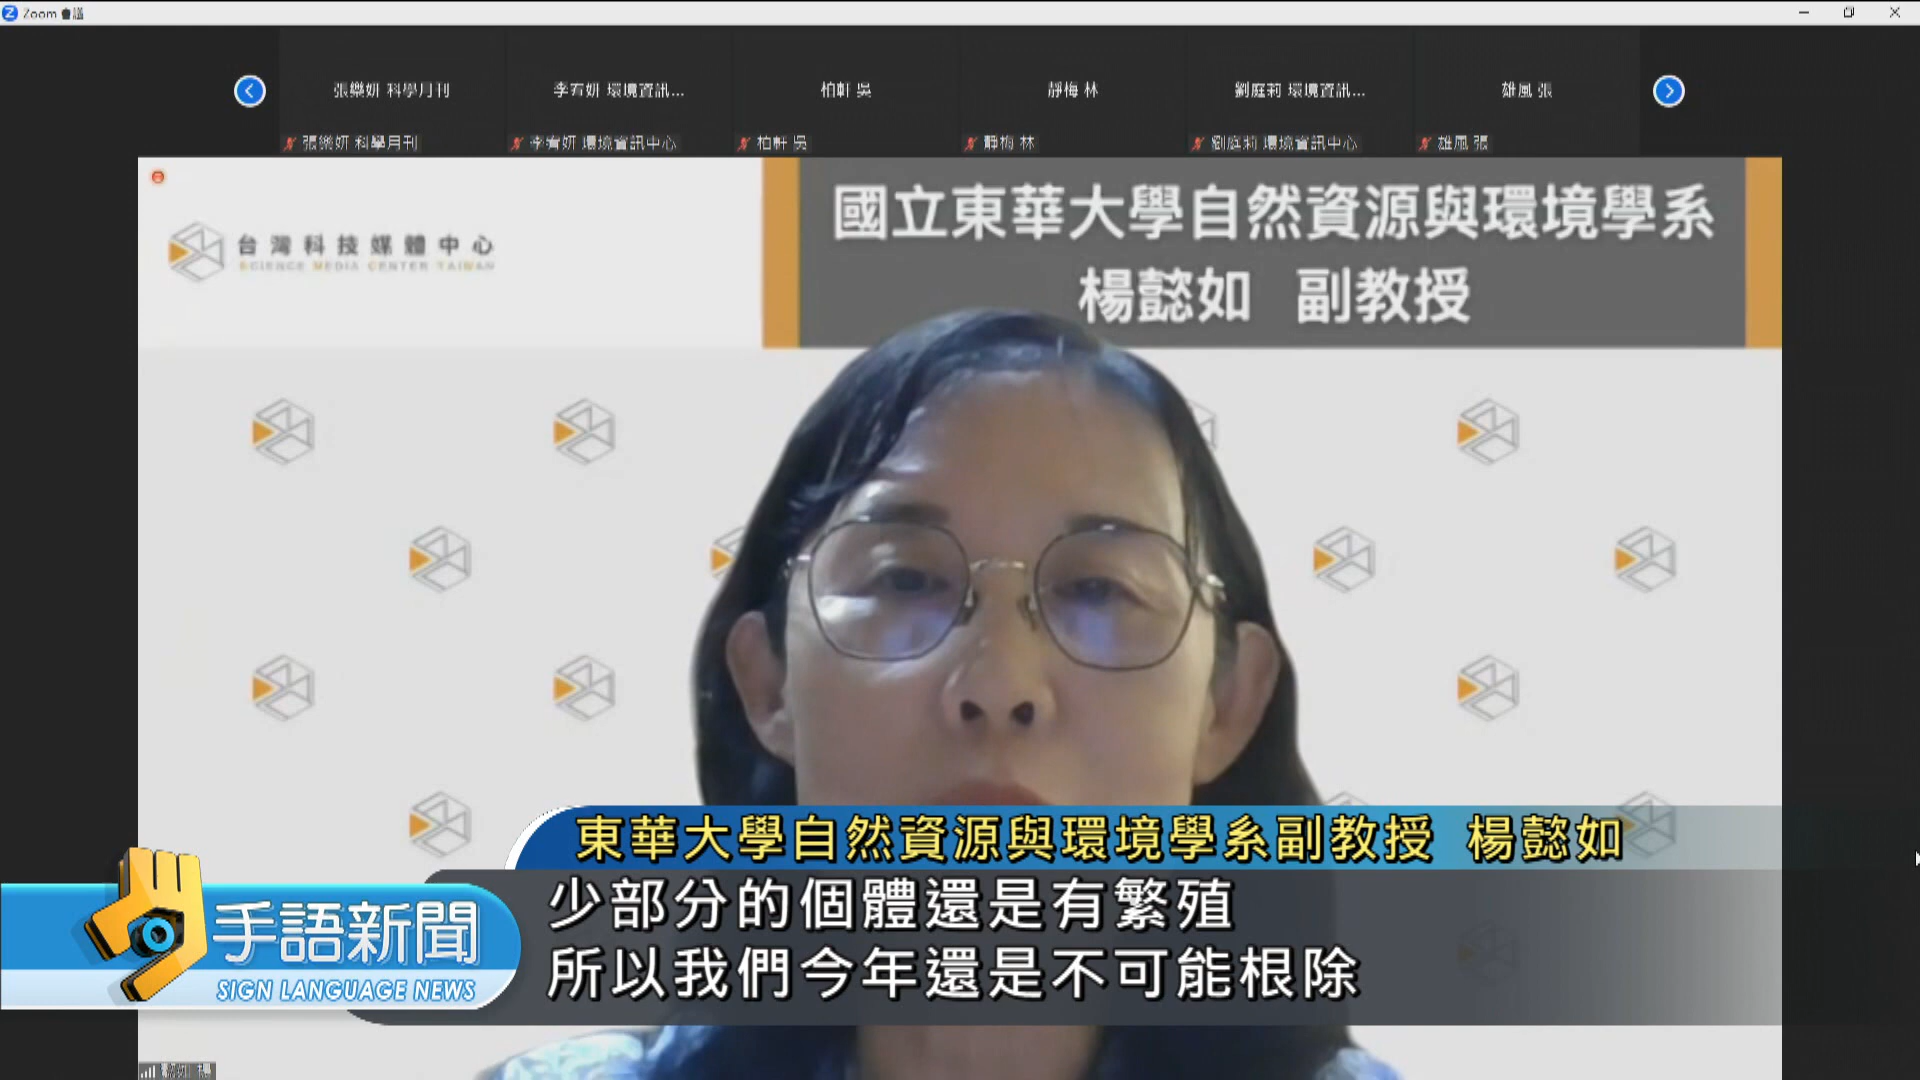 Zoom 會議
張樂妍 科學月刊
李宥妍 環境資訊...
柏軒 吳
靜梅 林
劉庭莉 環境資訊...
雄風 張
張樂妍 科學月刊
李宥妍 環境資訊中心
柏軒 吳
靜梅 林
劉庭莉 環境資訊中心
雄風 張
台灣科技媒體中心
SCIENCE MEDIA CENTER TAIWAN
國立東華大學自然資源與環境學系
楊懿如 副教授
東華大學自然資源與環境學系副教授 楊懿如
少部分的個體還是有繁殖
所以我們今年還是不可能根除
手語新聞
SIGN LANGUAGE NEWS
懿如 楊